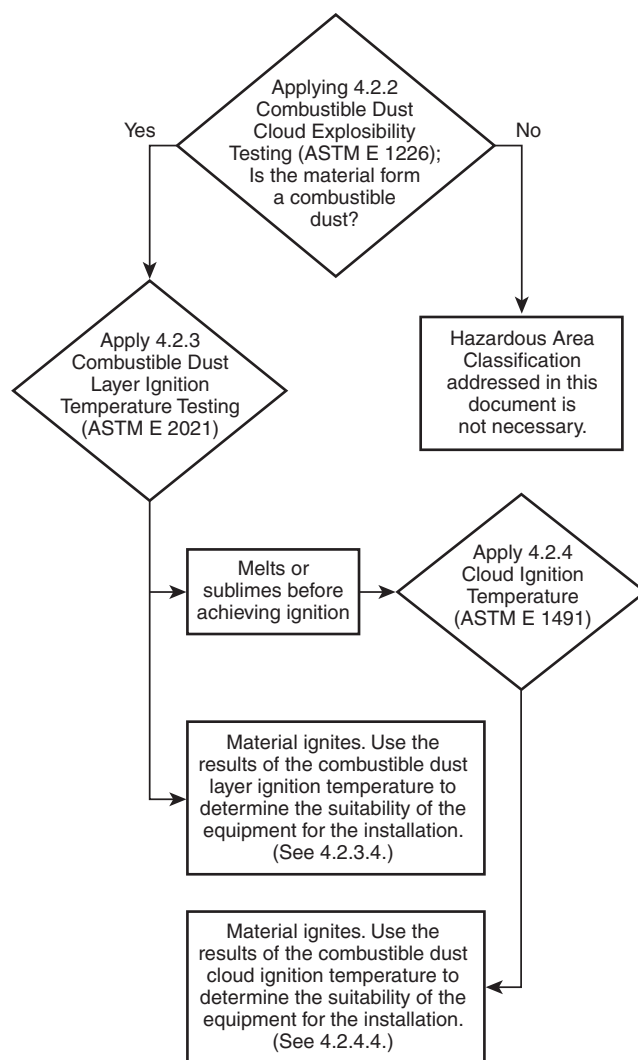 Applying 4.2.2
Combustible Dust
Cloud Explosibility
Testing (ASTM E 1226);
Is the material form
a combustible
dust?
Yes
No
Apply 4.2.3
Combustible Dust
Layer Ignition
Temperature Testing
(ASTM E 2021)
Hazardous Area
Classification
addressed in this
document is
not necessary.
Melts or
sublimes before
achieving ignition
Apply 4.2.4
Cloud Ignition
Temperature
(ASTM E 1491)
Material ignites. Use the
results of the combustible dust
layer ignition temperature to
determine the suitability of the
equipment for the installation.
(See 4.2.3.4.)
Material ignites. Use the
results of the combustible dust
cloud ignition temperature to
determine the suitability of the
equipment for the installation.
(See 4.2.4.4.)